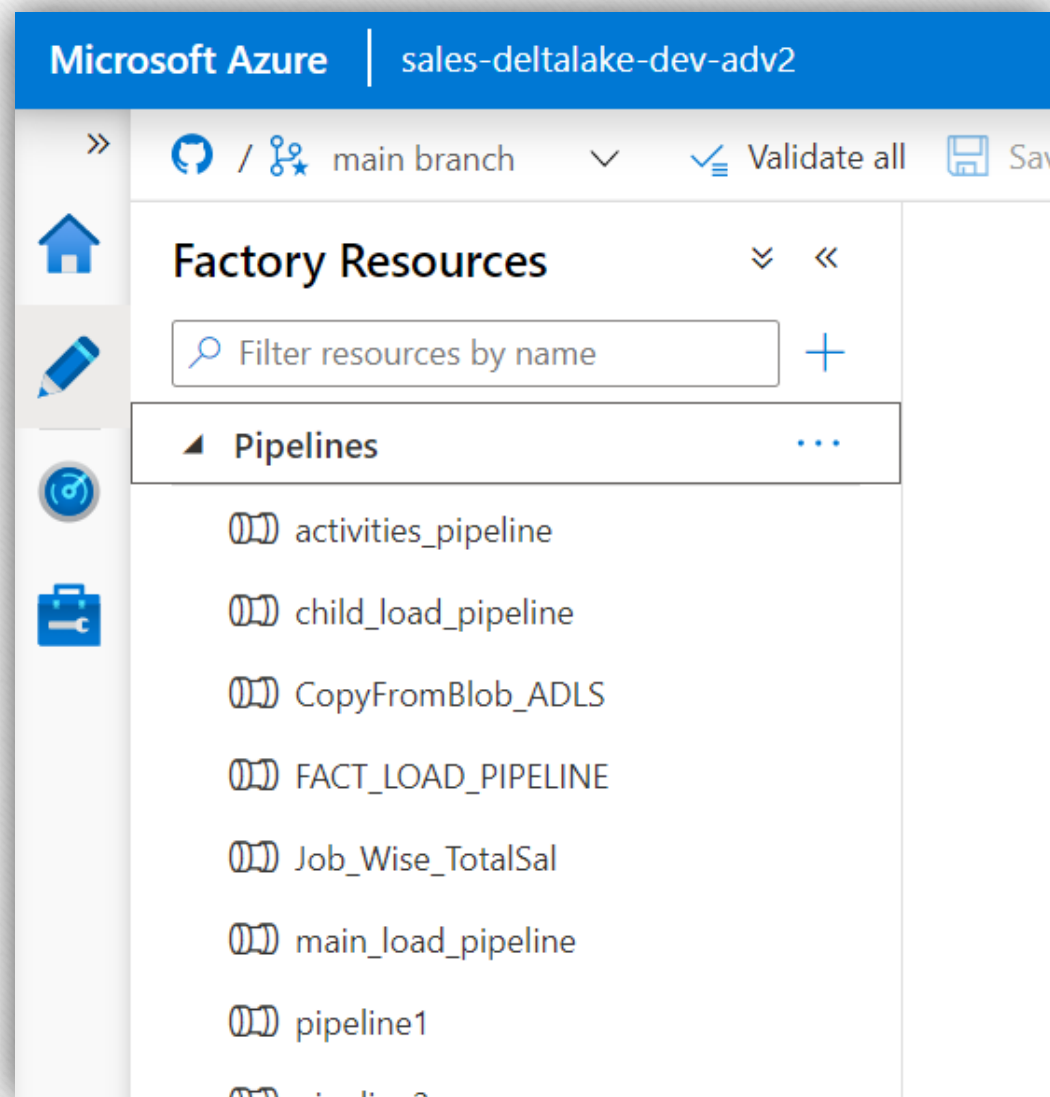 Microsoft Azure | sales-deltalake-dev-adv2
/ main branch Validate all
Factory Resources
Filter resources by name
Pipelines
activities_pipeline
child_load_pipeline
CopyFromBlob_ADLS
FACT_LOAD_PIPELINE
Job_Wise_TotalSal
main_load_pipeline
pipeline1